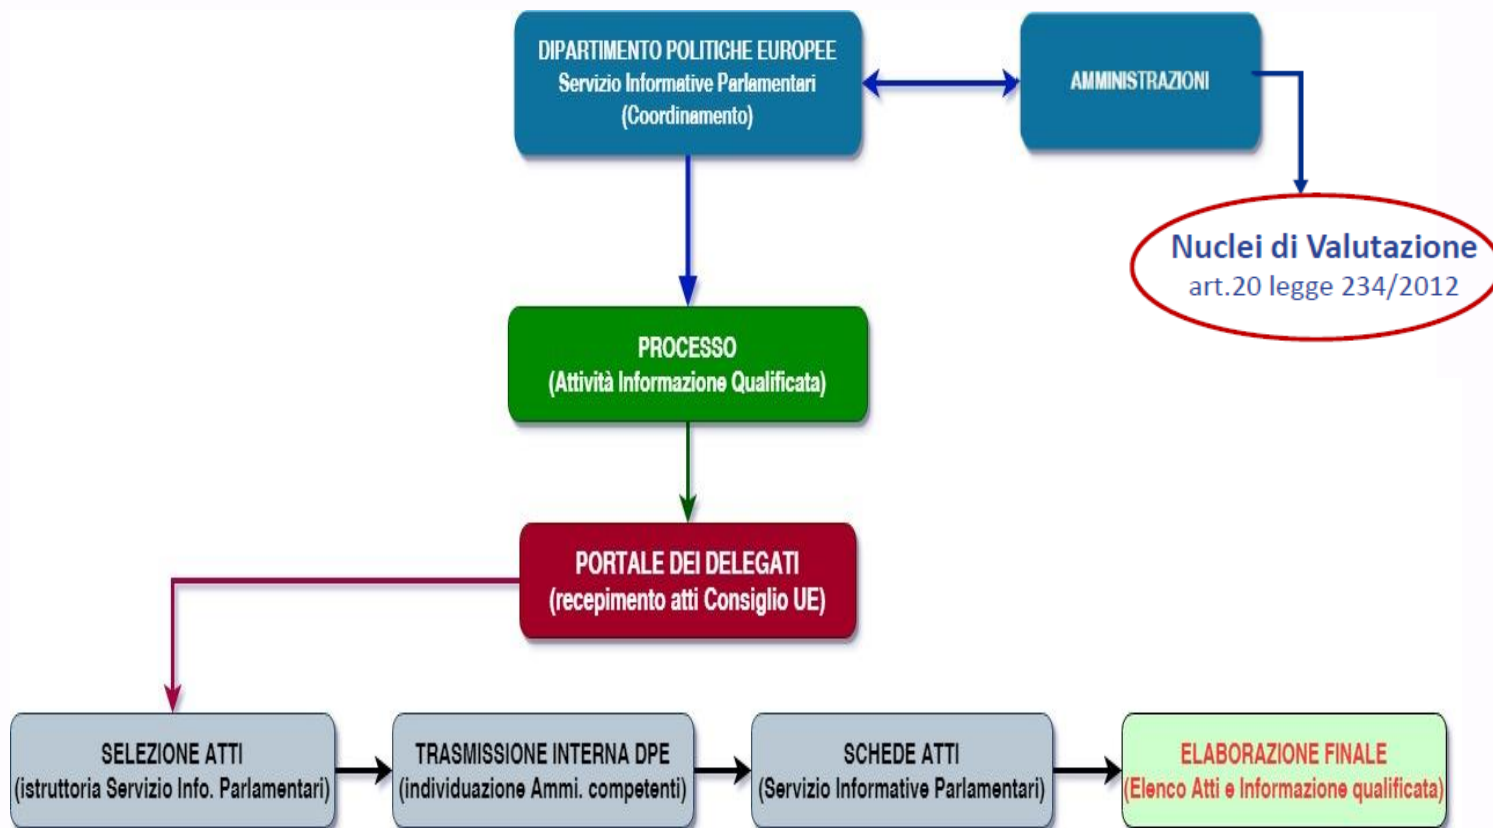 DIPARTIMENTO POLITICHE EUROPEE
Servizio Informative Parlamentari
(Coordinamento)
AMMINISTRAZIONI
Nuclei di Valutazione
art.20 legge 234/2012
PROCESSO
(Attività Informazione Qualificata)
PORTALE DEI DELEGATI
(recepimento atti Consiglio UE)
SELEZIONE ATTI
(istruttoria Servizio Info. Parlamentari)
TRASMISSIONE INTERNA DPE
(individuazione Ammi. competenti)
SCHEDE ATTI
(Servizio Informative Parlamentari)
ELABORAZIONE FINALE
(Elenco Atti e Informazione qualificata)